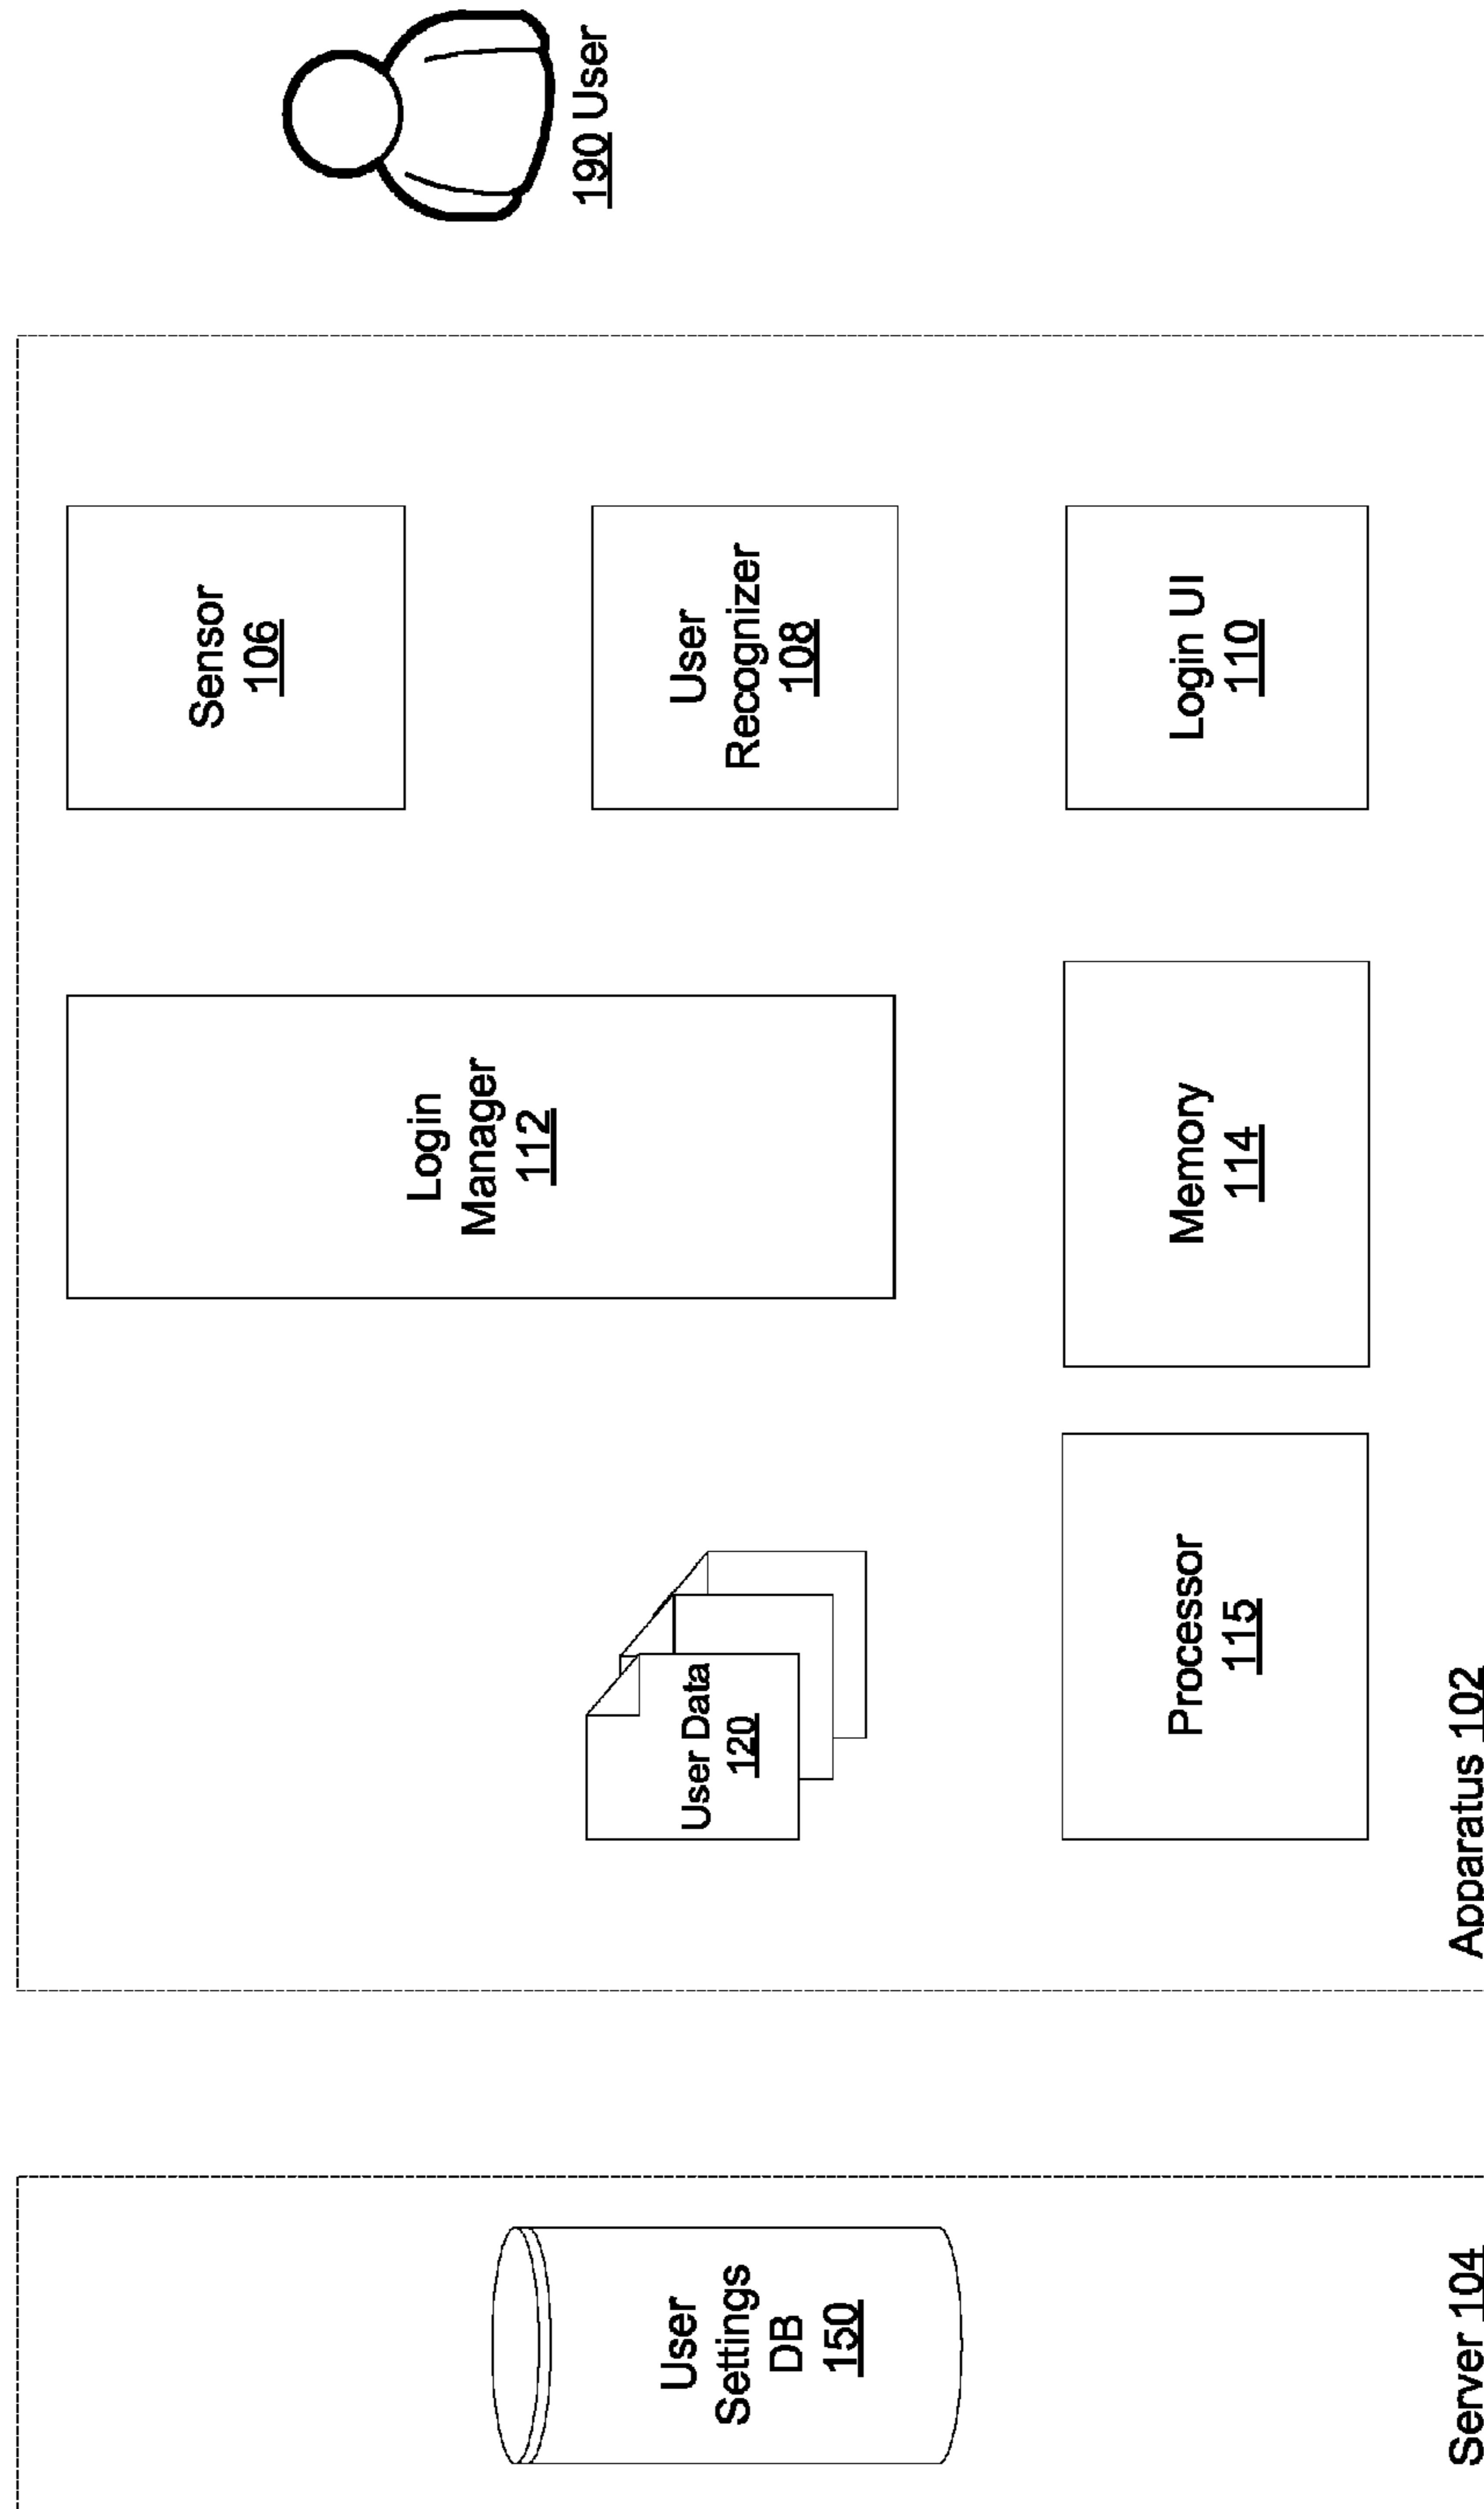 User
Settings
DB
150
Server 104
User Data
120
Processor
115
Apparatus 102
Login
Manager
112
Memory
114
Sensor
106
User
Recognizer
108
Login UI
110
190 User